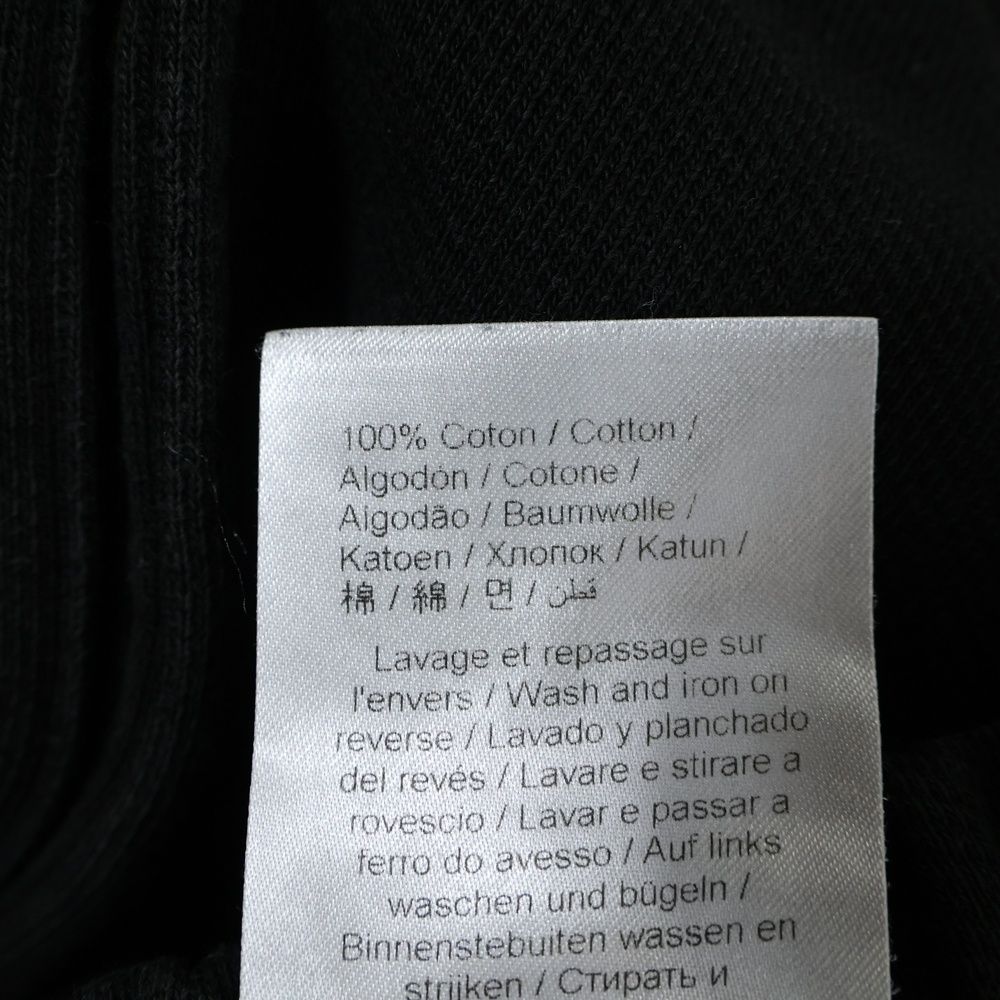 100% Coton / Cotton /
Algodón / Cotone /
Algodão / Baumwolle /
Katoen / Хлопок / Katun /
棉 / 綿 / 면 / قطن
Lavage et repassage sur
l'envers / Wash and iron on
reverse / Lavado y planchado
del revés / Lavare e stirare a
rovescio / Lavar e passar a
ferro do avesso / Auf links
waschen und bügeln /
Binnenstebuiten wassen en
strijken / Стирать и